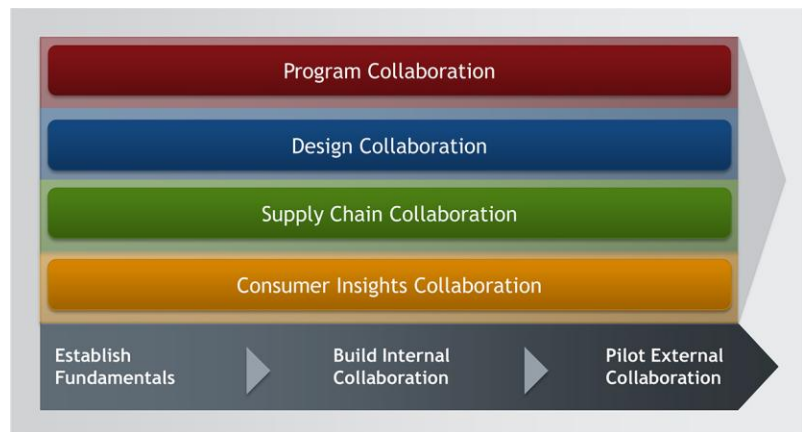 Program Collaboration
Design Collaboration
Supply Chain Collaboration
Consumer Insights Collaboration
Establish
Fundamentals
Build Internal
Collaboration
Pilot External
Collaboration